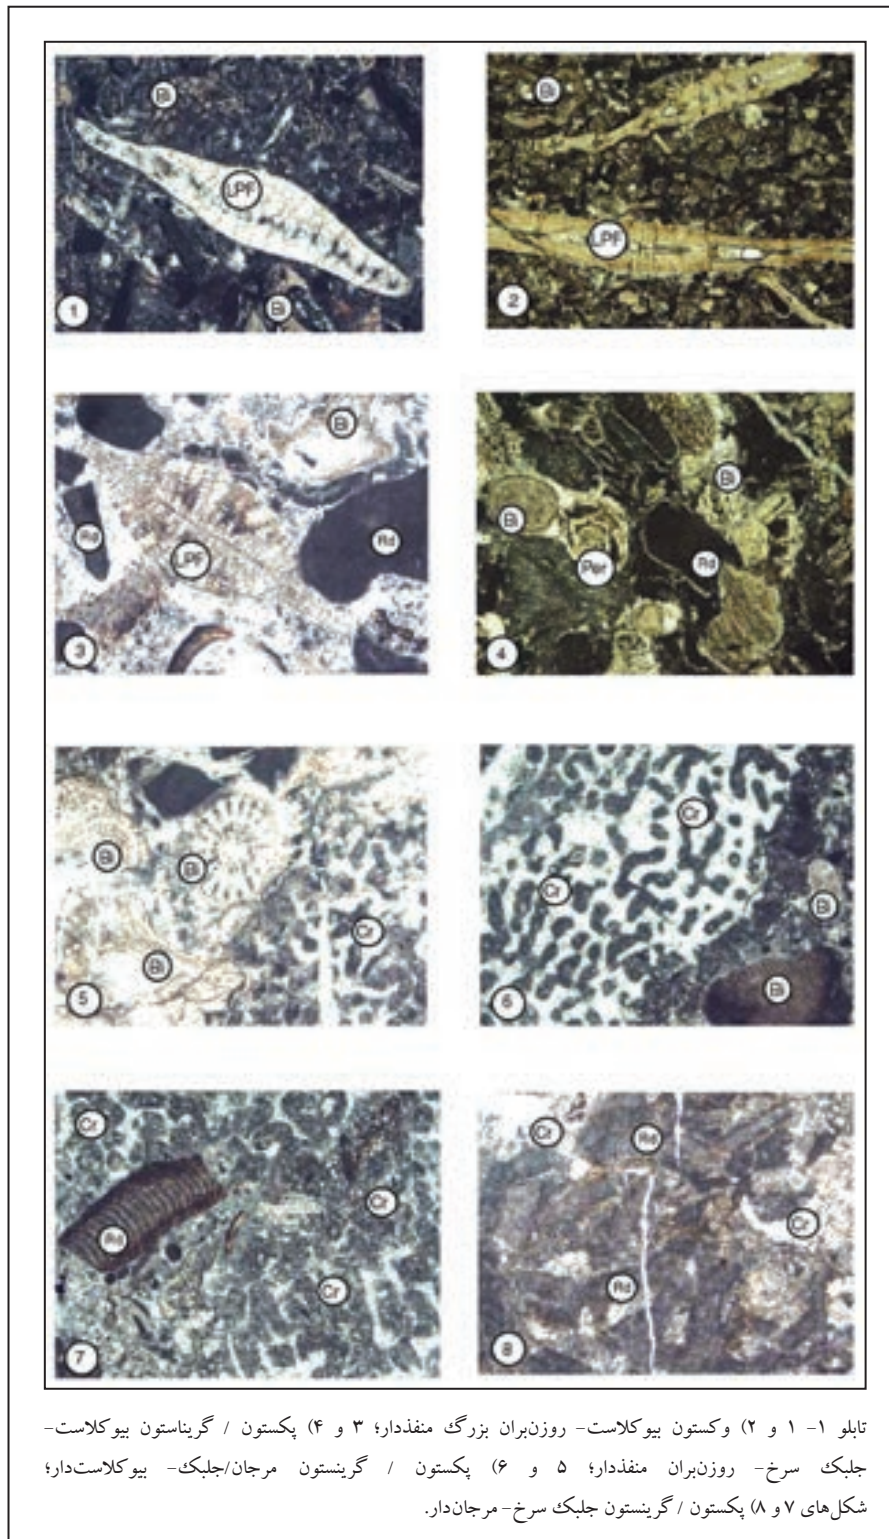 Bi
LPF
Bi
1
Bi
LPF
2
Bi
Rd
LPF
Rd
3
Bi
Bi
Per
Rd
4
Bi
Bi
Bi
Cr
5
Cr
Cr
Bi
Bi
6
Cr
Rd
Cr
Cr
7
Cr
Rd
Cr
Rd
8
تابلو ۱- ۱ و ۲) وکستون بیوکلاست- روزن‌بران بزرگ منفذدار؛ ۳ و ۴) پکستون / گریناستون بیوکلاست-
جلبک سرخ- روزن‌بران منفذدار؛ ۵ و ۶) پکستون / گرینستون مرجان/جلبک- بیوکلاست‌دار؛
شکل‌های ۷ و ۸) پکستون / گرینستون جلبک سرخ- مرجان‌دار.